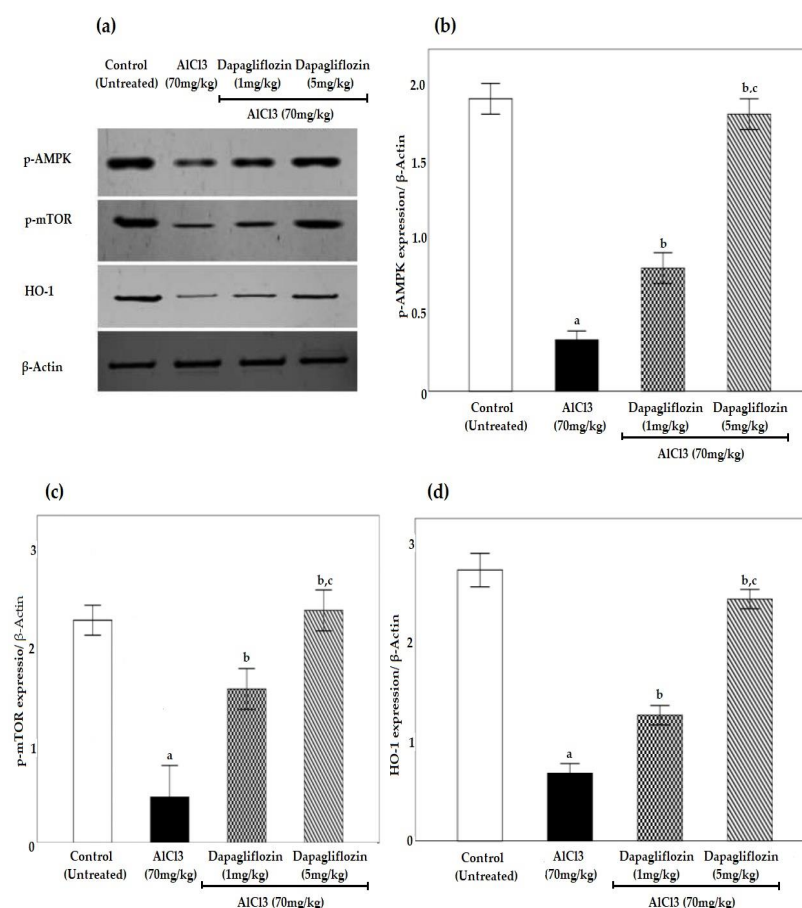 (a)
Control
(Untreated)
AlCl3
(70mg/kg)
Dapagliflozin
(1mg/kg)
Dapagliflozin
(5mg/kg)
AlCl3 (70mg/kg)
p-AMPK
p-mTOR
HO-1
β-Actin
(b)
p-AMPK expression/ β-Actin
2.0
1.5
1.0
0.5
0
a
b
b,c
Control
(Untreated)
AlCl3
(70mg/kg)
Dapagliflozin
(1mg/kg)
Dapagliflozin
(5mg/kg)
AlCl3 (70mg/kg)
(c)
p-mTOR expressio/ β-Actin
3
2
1
0
a
b
b,c
Control
(Untreated)
AlCl3
(70mg/kg)
Dapagliflozin
(1mg/kg)
Dapagliflozin
(5mg/kg)
AlCl3 (70mg/kg)
(d)
HO-1 expression/ β-Actin
3
2
1
0
a
b
b,c
Control
(Untreated)
AlCl3
(70mg/kg)
Dapagliflozin
(1mg/kg)
Dapagliflozin
(5mg/kg)
AlCl3 (70mg/kg)